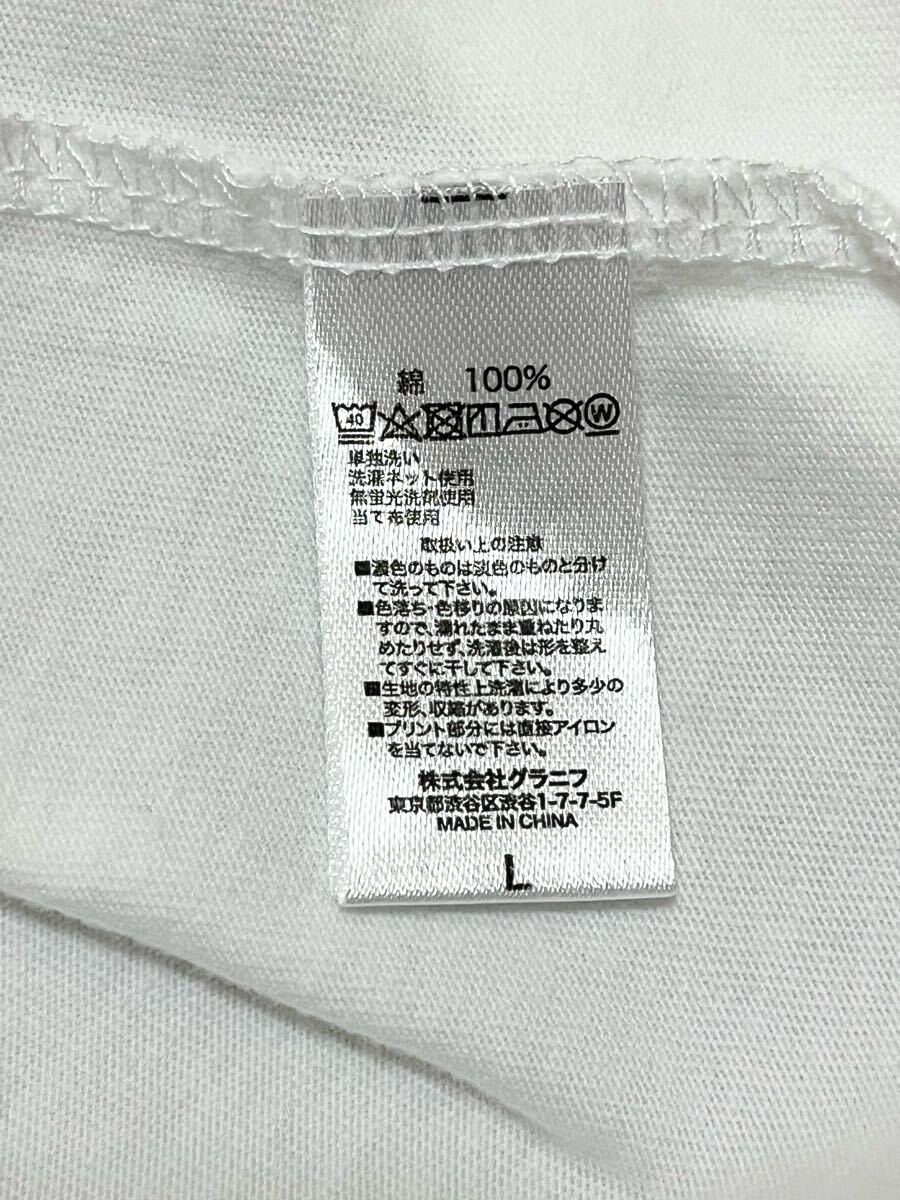 綿 100%
40 W
単独洗い
洗濯ネット使用
無蛍光洗剤使用
当て布使用
取扱い上の注意
■濃色のものは淡色のものと分け
て洗って下さい。
■色落ち・色移りの原因になりま
すので、濡れたまま重ねたり丸
めたりせず、洗濯後は形を整え
てすぐに干して下さい。
■生地の特性上洗濯により多少の
変形、収縮があります。
■プリント部分には直接アイロン
を当てないで下さい。
株式会社グラニフ
東京都渋谷区渋谷1-7-7-5F
MADE IN CHINA
L